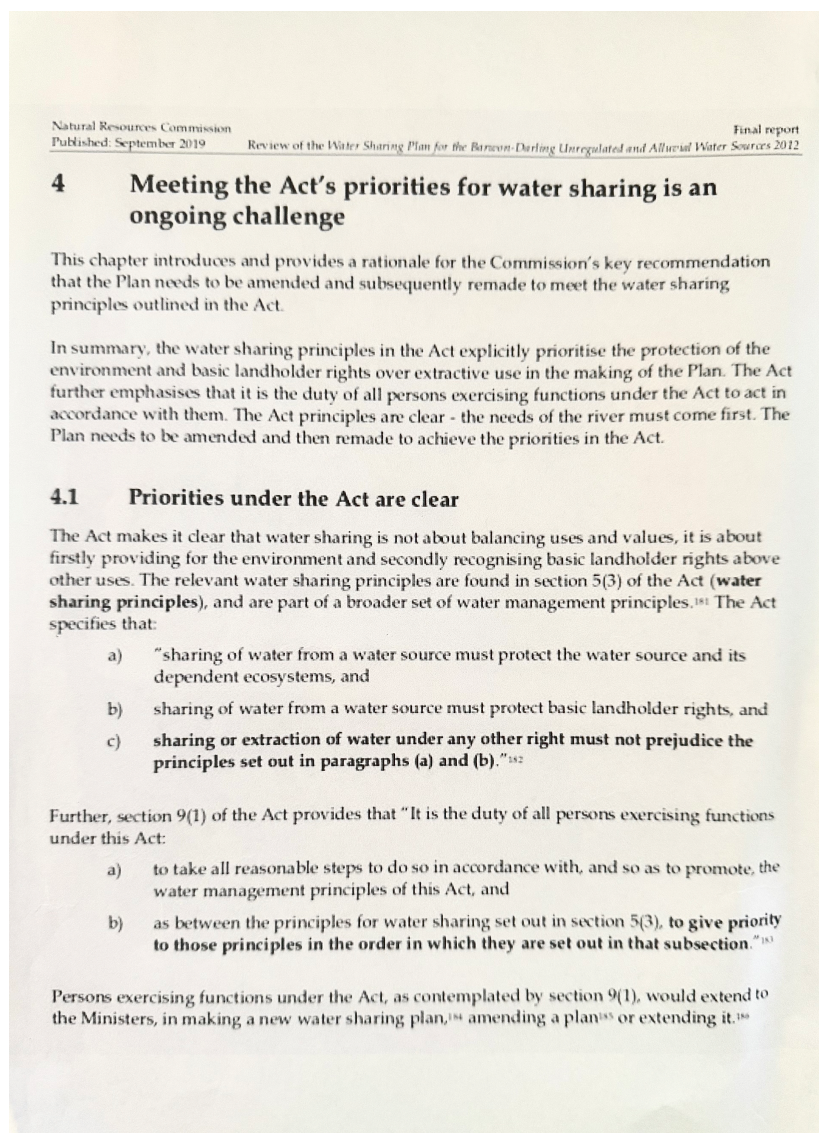 Natural Resources Commission
Final report
Published: September 2019
Review of the Water Sharing Plan for the Barwon-Darling Unregulated and Alluvial Water Sources 2012
4 Meeting the Act's priorities for water sharing is an
ongoing challenge
This chapter introduces and provides a rationale for the Commission's key recommendation
that the Plan needs to be amended and subsequently remade to meet the water sharing
principles outlined in the Act.
In summary, the water sharing principles in the Act explicitly prioritise the protection of the
environment and basic landholder rights over extractive use in the making of the Plan. The Act
further emphasises that it is the duty of all persons exercising functions under the Act to act in
accordance with them. The Act principles are clear - the needs of the river must come first. The
Plan needs to be amended and then remade to achieve the priorities in the Act.
4.1 Priorities under the Act are clear
The Act makes it clear that water sharing is not about balancing uses and values, it is about
firstly providing for the environment and secondly recognising basic landholder rights above
other uses. The relevant water sharing principles are found in section 5(3) of the Act (water
sharing principles), and are part of a broader set of water management principles.181 The Act
specifies that:
a) "sharing of water from a water source must protect the water source and its
dependent ecosystems, and
b) sharing of water from a water source must protect basic landholder rights, and
c) sharing or extraction of water under any other right must not prejudice the
principles set out in paragraphs (a) and (b)."182
Further, section 9(1) of the Act provides that "It is the duty of all persons exercising functions
under this Act:
a) to take all reasonable steps to do so in accordance with, and so as to promote, the
water management principles of this Act, and
b) as between the principles for water sharing set out in section 5(3), to give priority
to those principles in the order in which they are set out in that subsection."183
Persons exercising functions under the Act, as contemplated by section 9(1), would extend to
the Ministers, in making a new water sharing plan,184 amending a plan185 or extending it.186